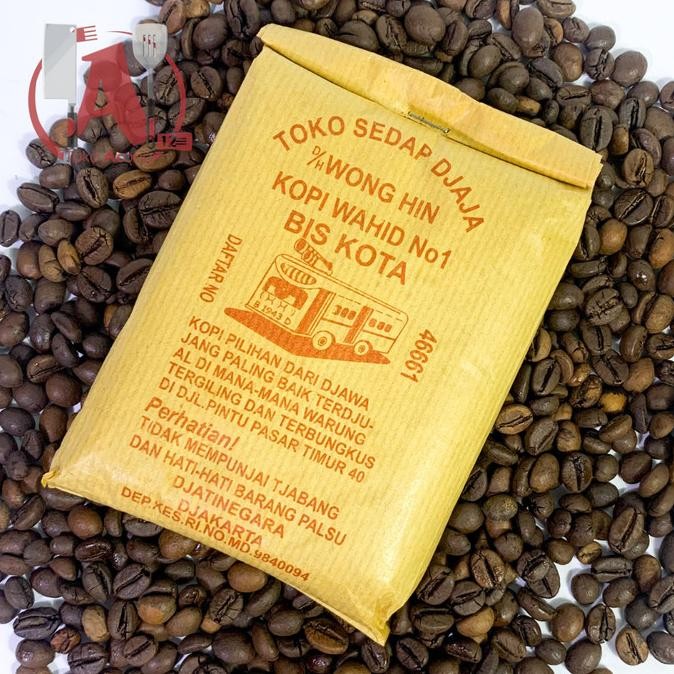 TOKO SEDAP DJAJA
D/H WONG HIN
KOPI WAHID No1
BIS KOTA
DAFTAR NO
46661
B 1943 D
KOPI PILIHAN DARI DJAWA
JANG PALING BAIK TERDJU-
AL DI MANA-MANA WARUNG
TERGILING DAN TERBUNGKUS
DI DJL.PINTU PASAR TIMUR 40
Perhatian!
TIDAK MEMPUNJAI TJABANG
DAN HATI-HATI BARANG PALSU
DJATINEGARA
DJAKARTA
DEP.KES.RI.NO.MD.9840094